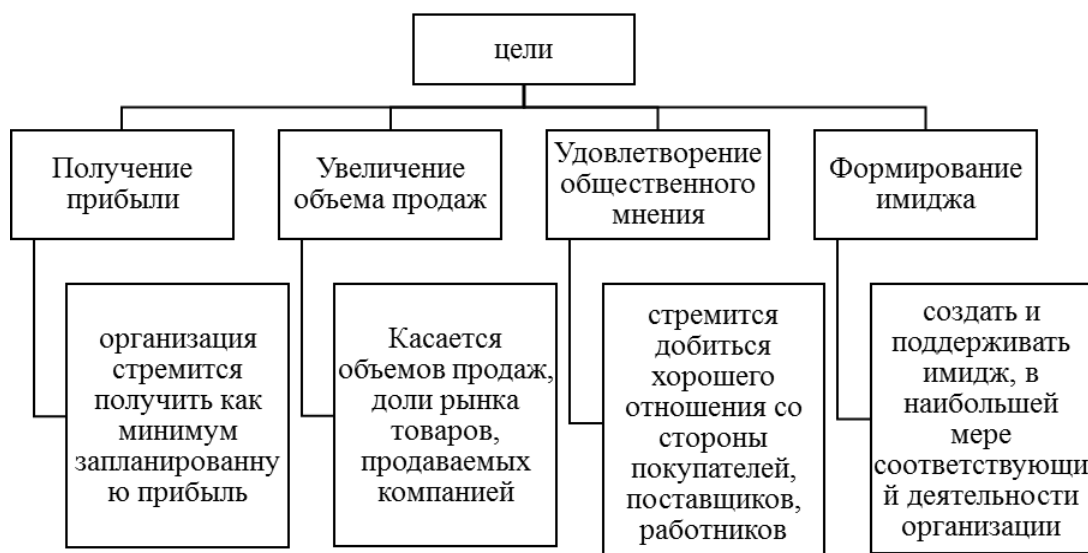 цели
Получение
прибыли
организация
стремится
получить как
минимум
запланированну
ю прибыль
Увеличение
объема продаж
Касается
объемов продаж,
доли рынка
товаров,
продаваемых
компанией
Удовлетворение
общественного
мнения
стремится
добиться
хорошего
отношения со
стороны
покупателей,
поставщиков,
работников
Формирование
имиджа
создать и
поддерживать
имидж, в
наибольшей
мере
соответствующи
й деятельности
организации